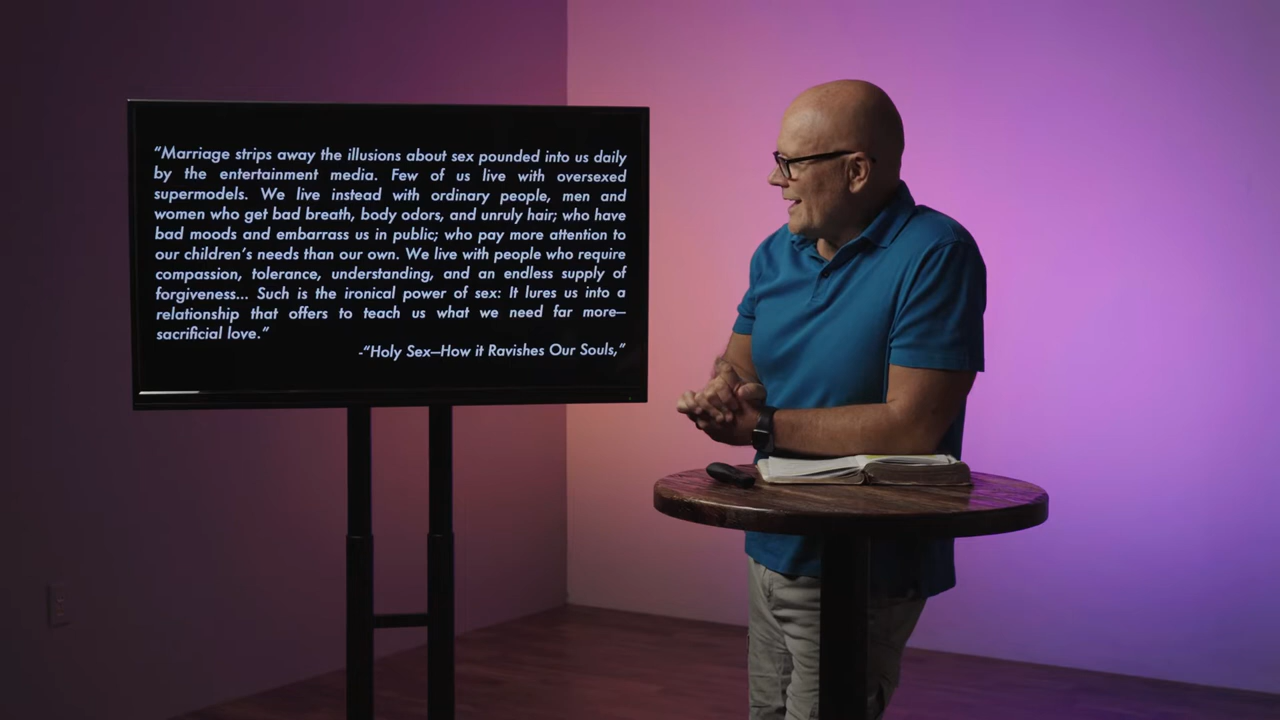 “Marriage strips away the illusions about sex pounded into us daily
by the entertainment media. Few of us live with oversexed
supermodels. We live instead with ordinary people, men and
women who get bad breath, body odors, and unruly hair; who have
bad moods and embarrass us in public; who pay more attention to
our children’s needs than our own. We live with people who require
compassion, tolerance, understanding, and an endless supply of
forgiveness... Such is the ironical power of sex: It lures us into a
relationship that offers to teach us what we need far more—
sacrificial love.”
-“Holy Sex—How it Ravishes Our Souls,”